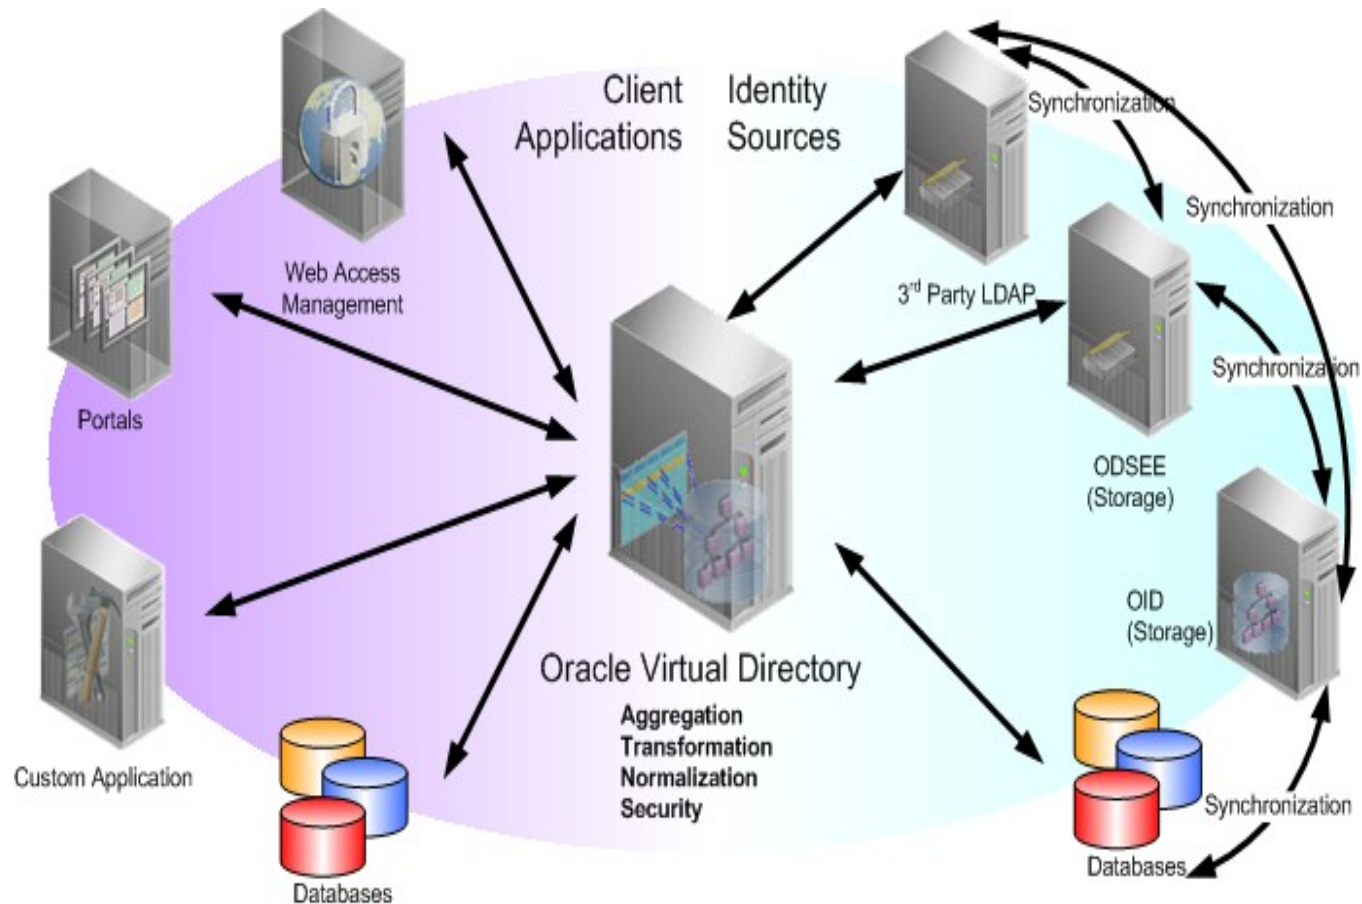 Client
Applications
Identity
Sources
Synchronization
Synchronization
Web Access
Management
3rd Party LDAP
Synchronization
Portals
ODSEE
(Storage)
OID
(Storage)
Oracle Virtual Directory
Aggregation
Transformation
Normalization
Security
Custom Application
Synchronization
Databases
Databases